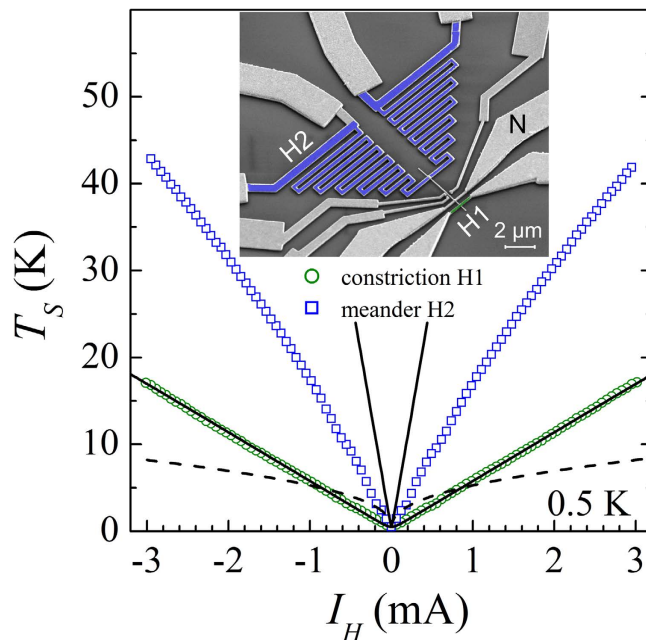 50
40
30
20
10
0
T_S (K)
H2
N
H1
2 µm
constriction H1
meander H2
0.5 K
-3 -2 -1 0 1 2 3
I_H (mA)